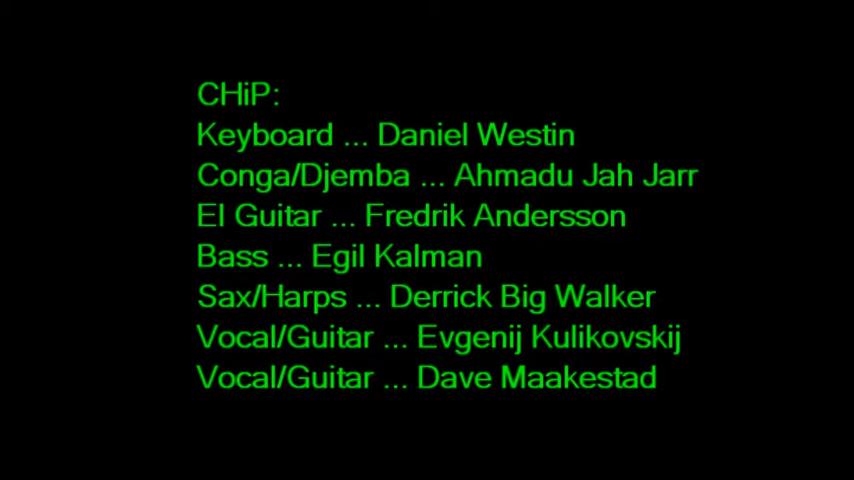 CHiP:
Keyboard ... Daniel Westin
Conga/Djemba ... Ahmadu Jah Jarr
El Guitar ... Fredrik Andersson
Bass ... Egil Kalman
Sax/Harps ... Derrick Big Walker
Vocal/Guitar ... Evgenij Kulikovskij
Vocal/Guitar ... Dave Maakestad